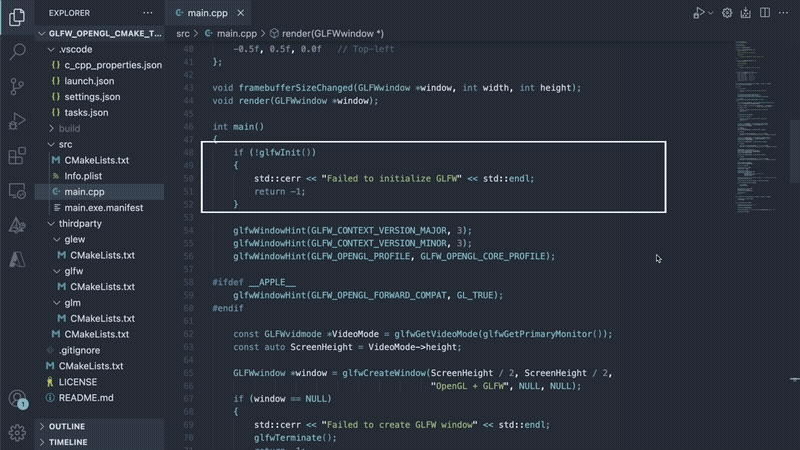 EXPLORER
···
main.cpp
GLFW_OPENGL_CMAKE_T...
.vscode
c_cpp_properties.json
launch.json
settings.json
tasks.json
build
src
CMakeLists.txt
Info.plist
main.cpp
main.exe.manifest
thirdparty
glew
CMakeLists.txt
glfw
CMakeLists.txt
glm
CMakeLists.txt
CMakeLists.txt
.gitignore
CMakeLists.txt
LICENSE
README.md
OUTLINE
TIMELINE
1
src > main.cpp > render(GLFWwindow *)
40 -0.5f, 0.5f, 0.0f // Top-left
41 };
42
43 void framebufferSizeChanged(GLFWwindow *window, int width, int height);
44 void render(GLFWwindow *window);
45
46 int main()
47 {
48 if (!glfwInit())
49 {
50 std::cerr << "Failed to initialize GLFW" << std::endl;
51 return -1;
52 }
53
54 glfwWindowHint(GLFW_CONTEXT_VERSION_MAJOR, 3);
55 glfwWindowHint(GLFW_CONTEXT_VERSION_MINOR, 3);
56 glfwWindowHint(GLFW_OPENGL_PROFILE, GLFW_OPENGL_CORE_PROFILE);
57
58 #ifdef __APPLE__
59 glfwWindowHint(GLFW_OPENGL_FORWARD_COMPAT, GL_TRUE);
60 #endif
61
62 const GLFWvidmode *VideoMode = glfwGetVideoMode(glfwGetPrimaryMonitor());
63 const auto ScreenHeight = VideoMode->height;
64
65 GLFWwindow *window = glfwCreateWindow(ScreenHeight / 2, ScreenHeight / 2,
66 "OpenGL + GLFW", NULL, NULL);
67 if (window == NULL)
68 {
69 std::cerr << "Failed to create GLFW window" << std::endl;
70 glfwTerminate();